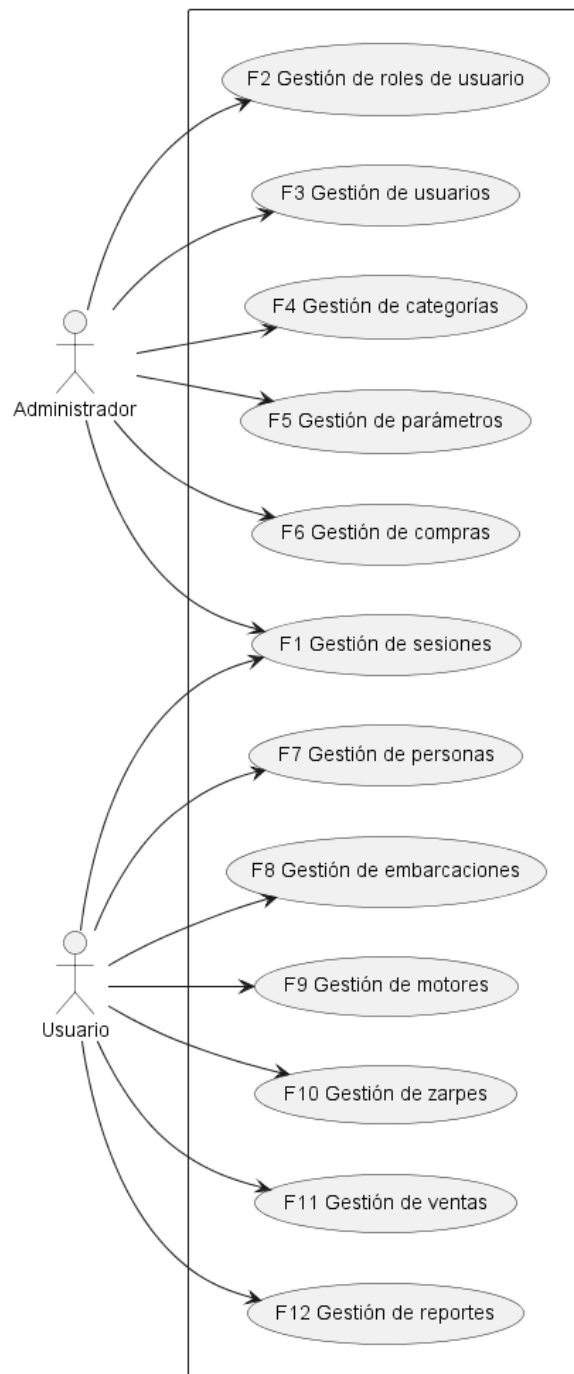 F2 Gestión de roles de usuario
F3 Gestión de usuarios
F4 Gestión de categorías
Administrador
F5 Gestión de parámetros
F6 Gestión de compras
F1 Gestión de sesiones
F7 Gestión de personas
F8 Gestión de embarcaciones
F9 Gestión de motores
Usuario
F10 Gestión de zarpes
F11 Gestión de ventas
F12 Gestión de reportes